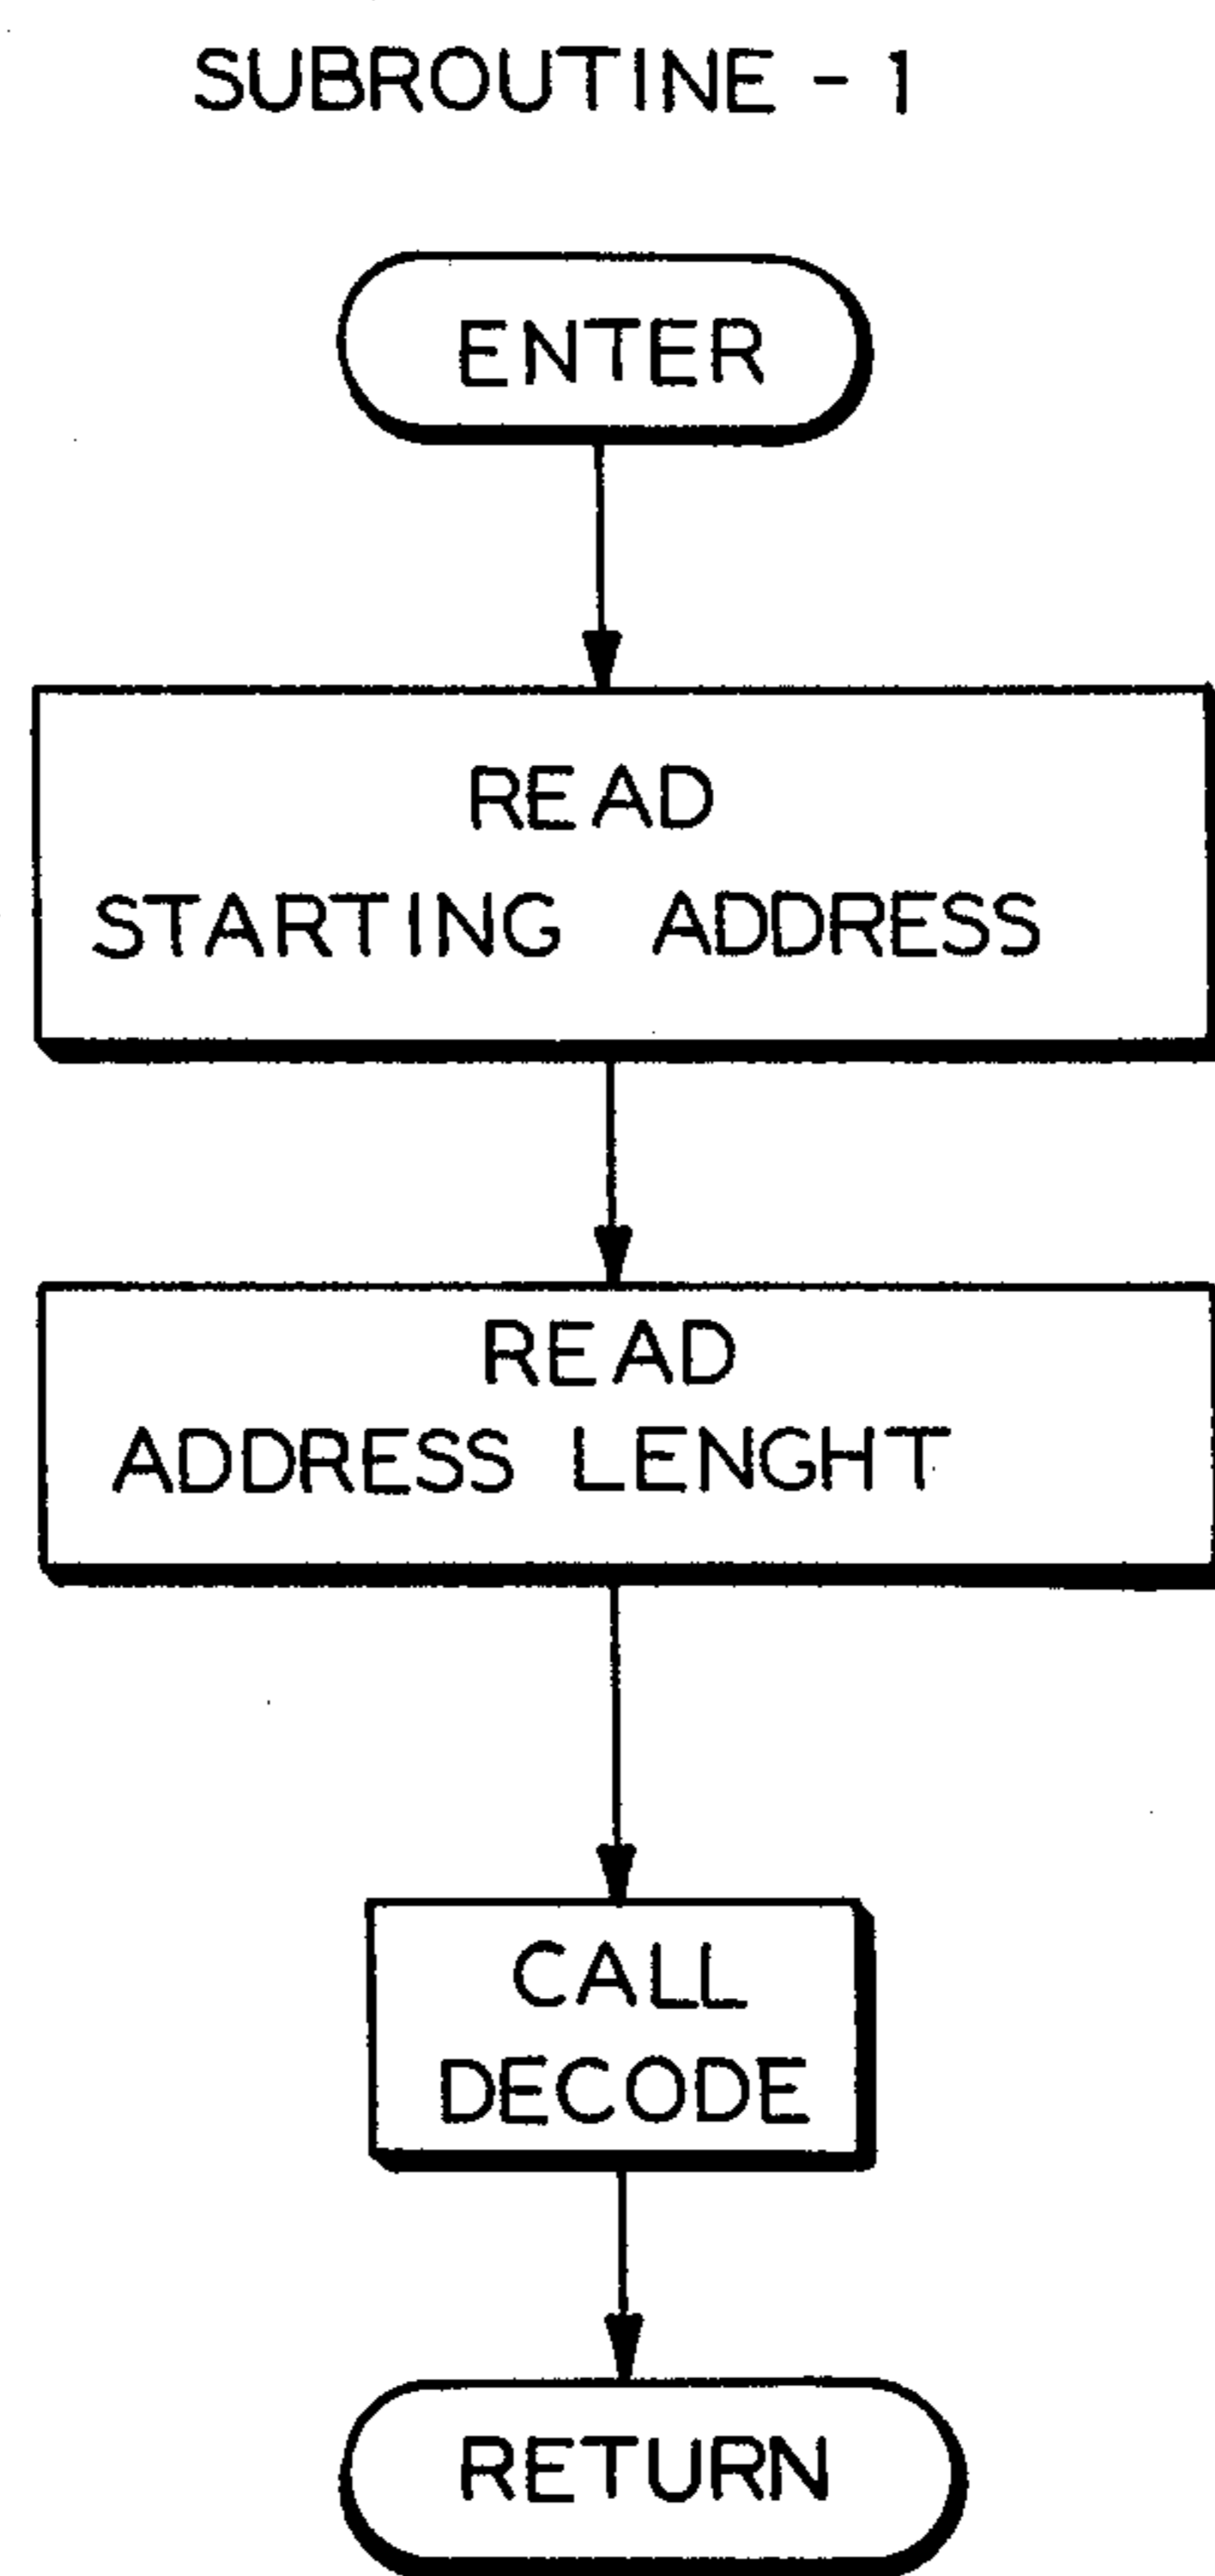 SUBROUTINE - 1
ENTER
READ
STARTING ADDRESS
READ
ADDRESS LENGHT
CALL
DECODE
RETURN